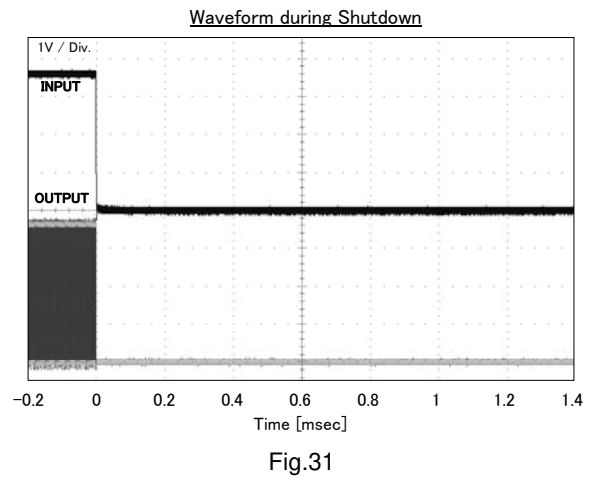 Waveform during Shutdown
1V / Div.
INPUT
OUTPUT
-0.2 0 0.2 0.4 0.6 0.8 1 1.2 1.4
Time [msec]
Fig.31